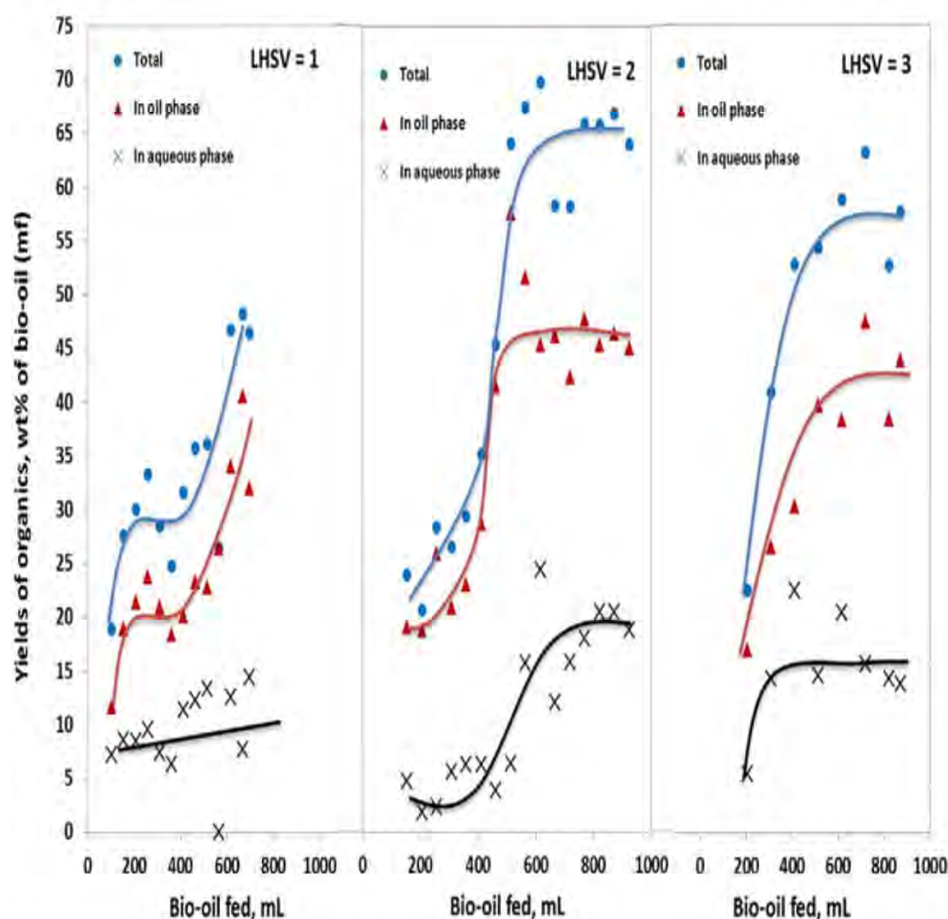 Yields of organics, wt% of bio-oil (mf)
75
70
65
60
55
50
45
40
35
30
25
20
15
10
5
0
LHSV = 1
Total
In oil phase
In aqueous phase
0 200 400 600 800 1000
Bio-oil fed, mL
LHSV = 2
Total
In oil phase
In aqueous phase
0 200 400 600 800 1000
Bio-oil fed, mL
LHSV = 3
Total
In oil phase
In aqueous phase
0 200 400 600 800 1000
Bio-oil fed, mL